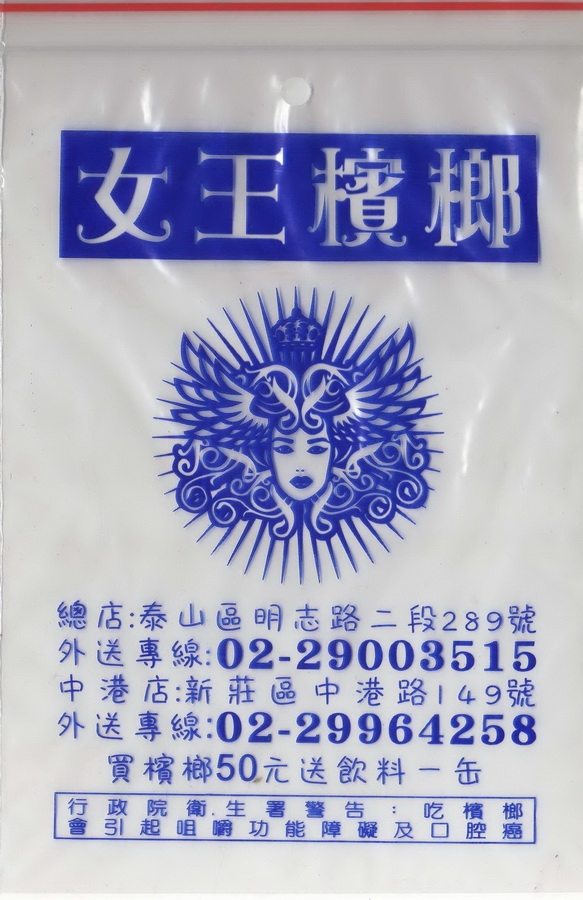 女王檳榔
總店:泰山區明志路二段289號
外送專線:02-29003515
中港店:新莊區中港路149號
外送專線:02-29964258
買檳榔50元送飲料一缶
行政院衛生署警告:吃檳榔
會引起咀嚼功能障礙及口腔癌